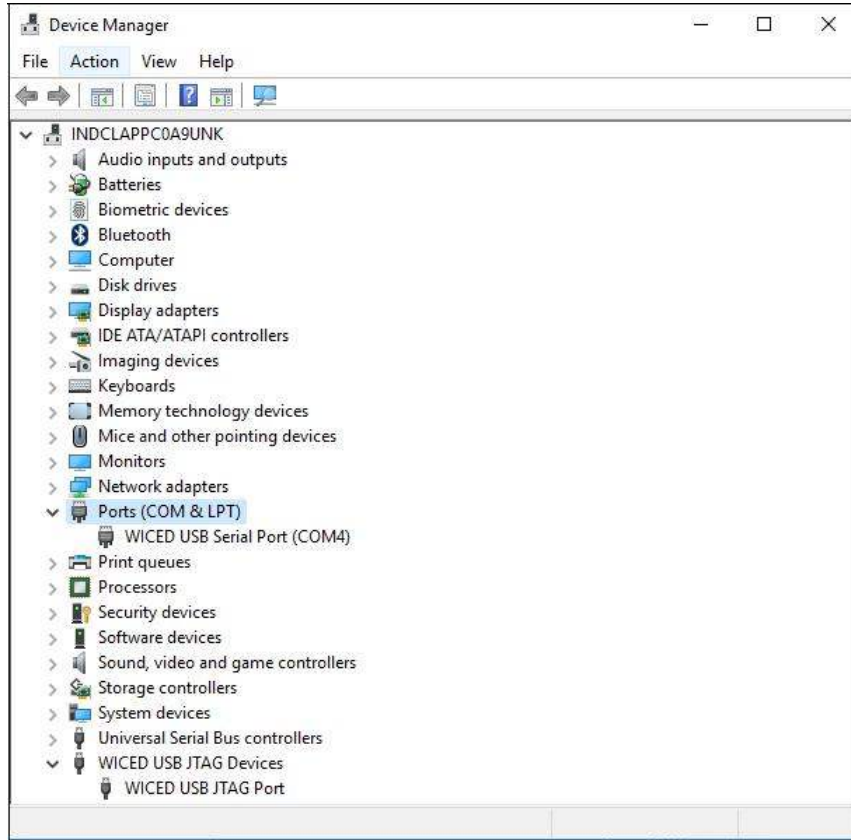 Device Manager
File Action View Help
INDCLAPPC0A9UNK
Audio inputs and outputs
Batteries
Biometric devices
Bluetooth
Computer
Disk drives
Display adapters
IDE ATA/ATAPI controllers
Imaging devices
Keyboards
Memory technology devices
Mice and other pointing devices
Monitors
Network adapters
Ports (COM & LPT)
WICED USB Serial Port (COM4)
Print queues
Processors
Security devices
Software devices
Sound, video and game controllers
Storage controllers
System devices
Universal Serial Bus controllers
WICED USB JTAG Devices
WICED USB JTAG Port